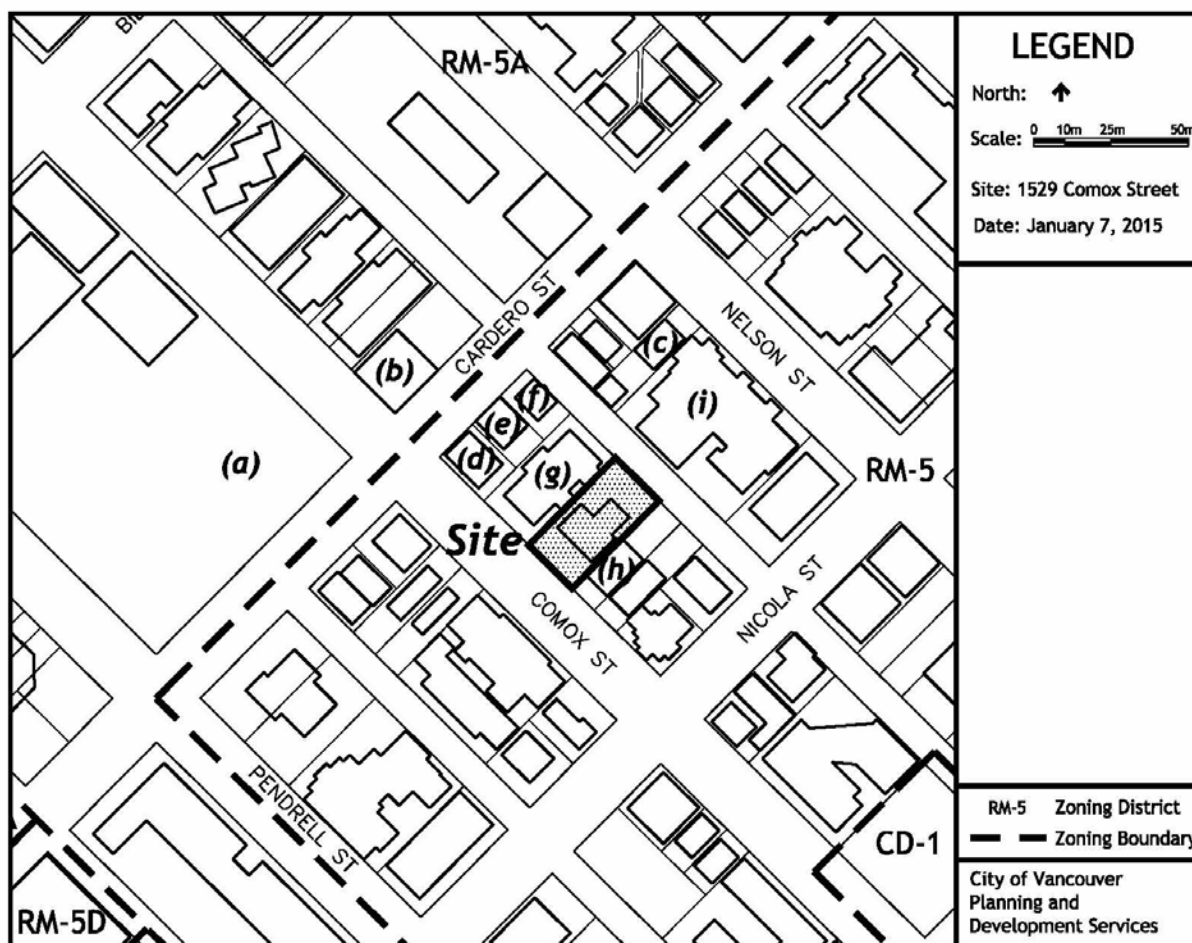 RM-5A
CARDERO ST
NELSON ST
(b)
(c)
(i)
(a)
(f)
(e)
(d)
(g)
RM-5
Site
(h)
COMOX ST
NICOLA ST
PENDRELL ST
CD-1
RM-5D
LEGEND
North:
Scale: 0 10m 25m 50m
Site: 1529 Comox Street
Date: January 7, 2015
RM-5 Zoning District
Zoning Boundary
City of Vancouver
Planning and
Development Services